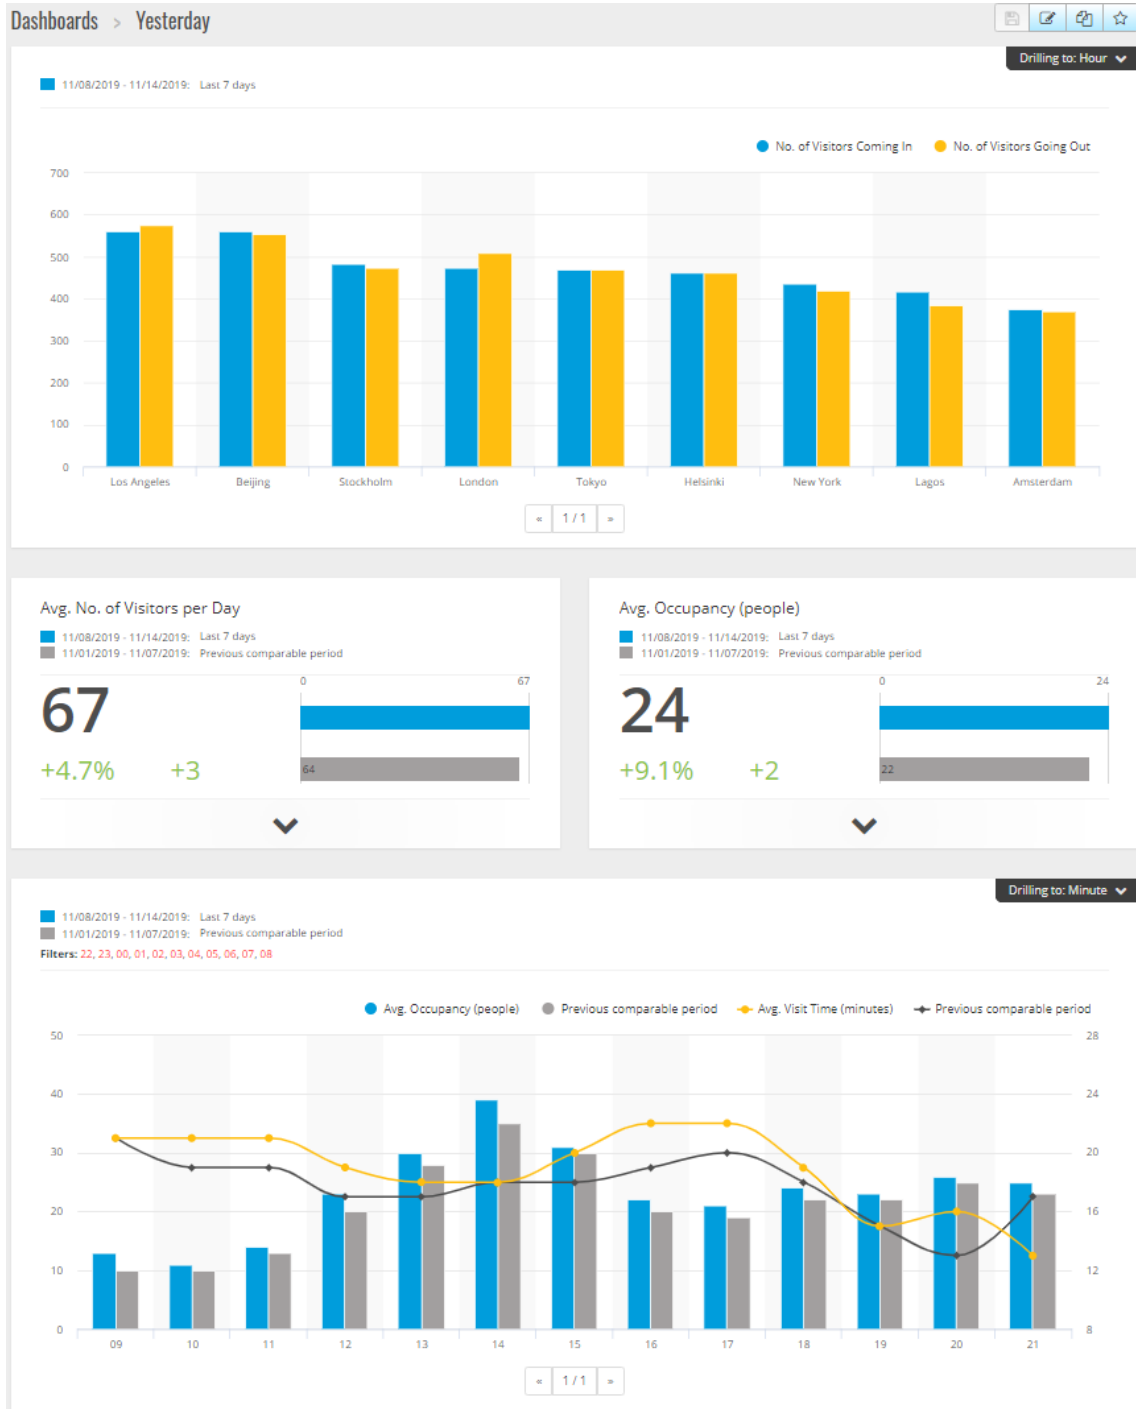 Dashboards > Yesterday
Drilling to: Hour
11/08/2019 - 11/14/2019: Last 7 days
No. of Visitors Coming In No. of Visitors Going Out
700
600
500
400
300
200
100
0
Los Angeles Beijing Stockholm London Tokyo Helsinki New York Lagos Amsterdam
« 1 / 1 »
Avg. No. of Visitors per Day
11/08/2019 - 11/14/2019: Last 7 days
11/01/2019 - 11/07/2019: Previous comparable period
0 67
67
+4.7% +3
64
Avg. Occupancy (people)
11/08/2019 - 11/14/2019: Last 7 days
11/01/2019 - 11/07/2019: Previous comparable period
0 24
24
+9.1% +2
22
Drilling to: Minute
11/08/2019 - 11/14/2019: Last 7 days
11/01/2019 - 11/07/2019: Previous comparable period
Filters: 22, 23, 00, 01, 02, 03, 04, 05, 06, 07, 08
Avg. Occupancy (people) Previous comparable period Avg. Visit Time (minutes) Previous comparable period
50 28
40 24
30 20
20 16
10 12
0 8
09 10 11 12 13 14 15 16 17 18 19 20 21
« 1 / 1 »